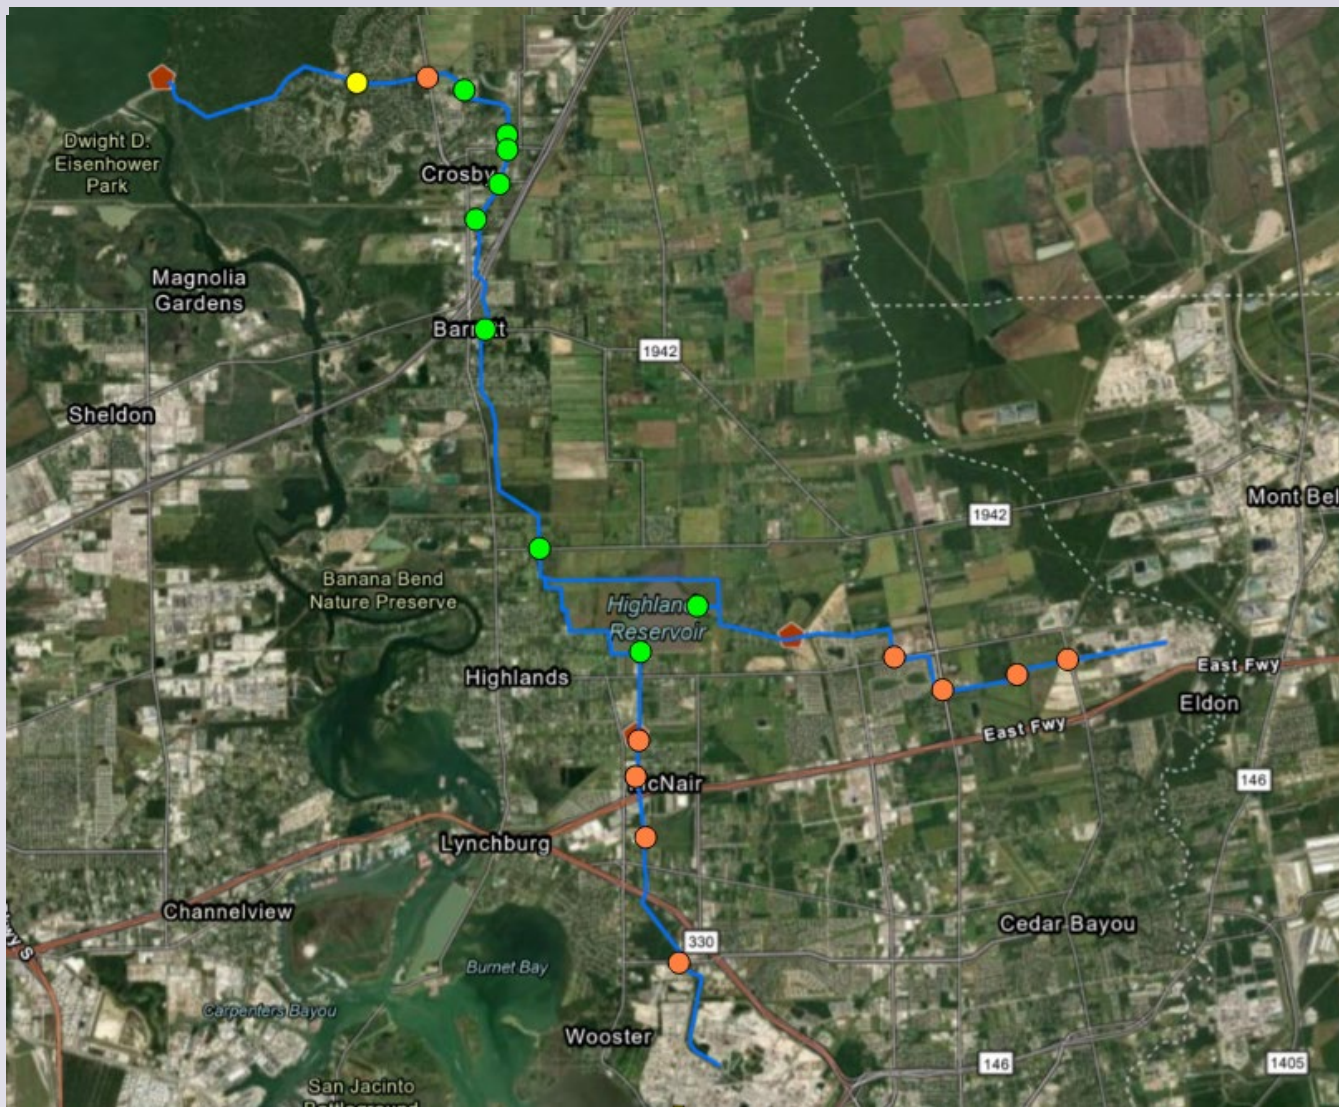 Dwight D.
Eisenhower
Park
Crosby
Magnolia
Gardens
1942
Sheldon
Mont Bel
1942
Banana Bend
Nature Preserve
Reservoir
Highlands
East Fwy
Eldon
East Fwy
146
Lynchburg
Channelview
330
Cedar Bayou
Burnet Bay
Carpenters Bayou
Wooster
146
1405
San Jacinto